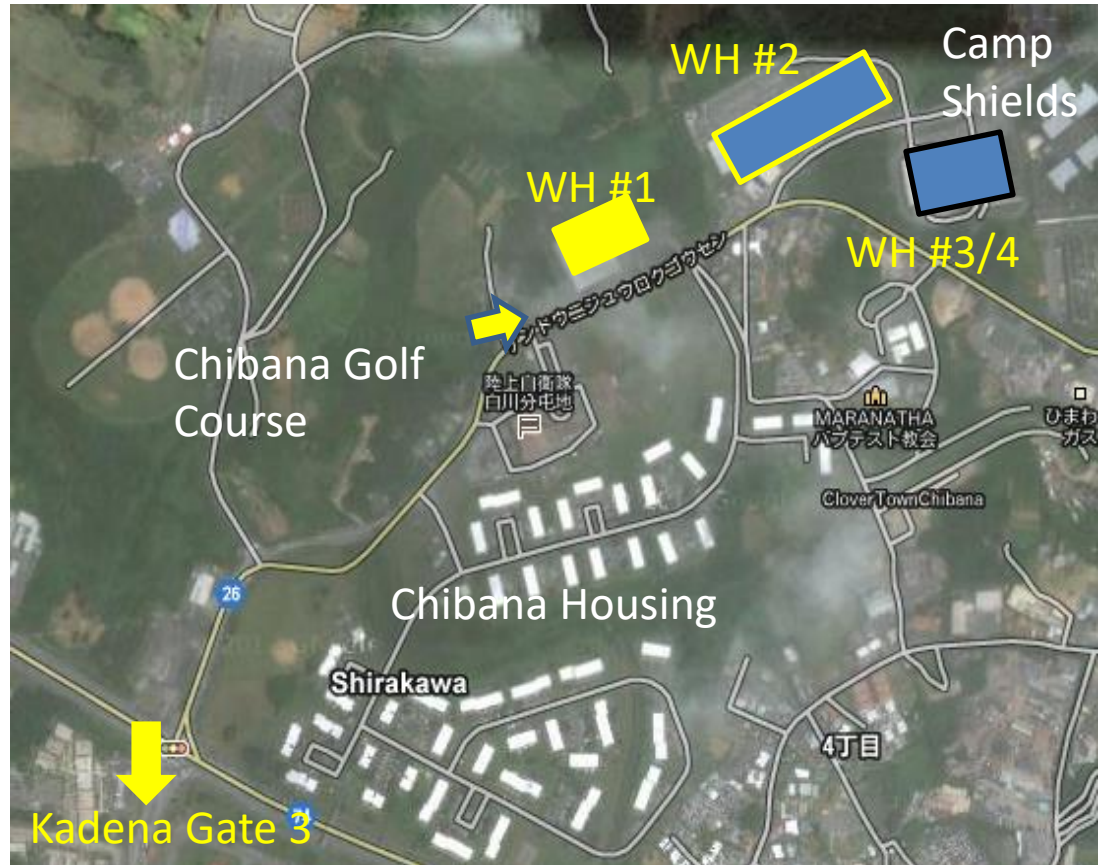 WH #2
Camp
Shields
WH #1
WH #3/4
ンドウニジュウロクゴウセン
Chibana Golf
Course
陸上自衛隊
白川分屯地
MARANATHA
バプテスト教会
ひまわ
ガス
CloverTownChibana
26
Chibana Housing
Shirakawa
4丁目
Kadena Gate 3